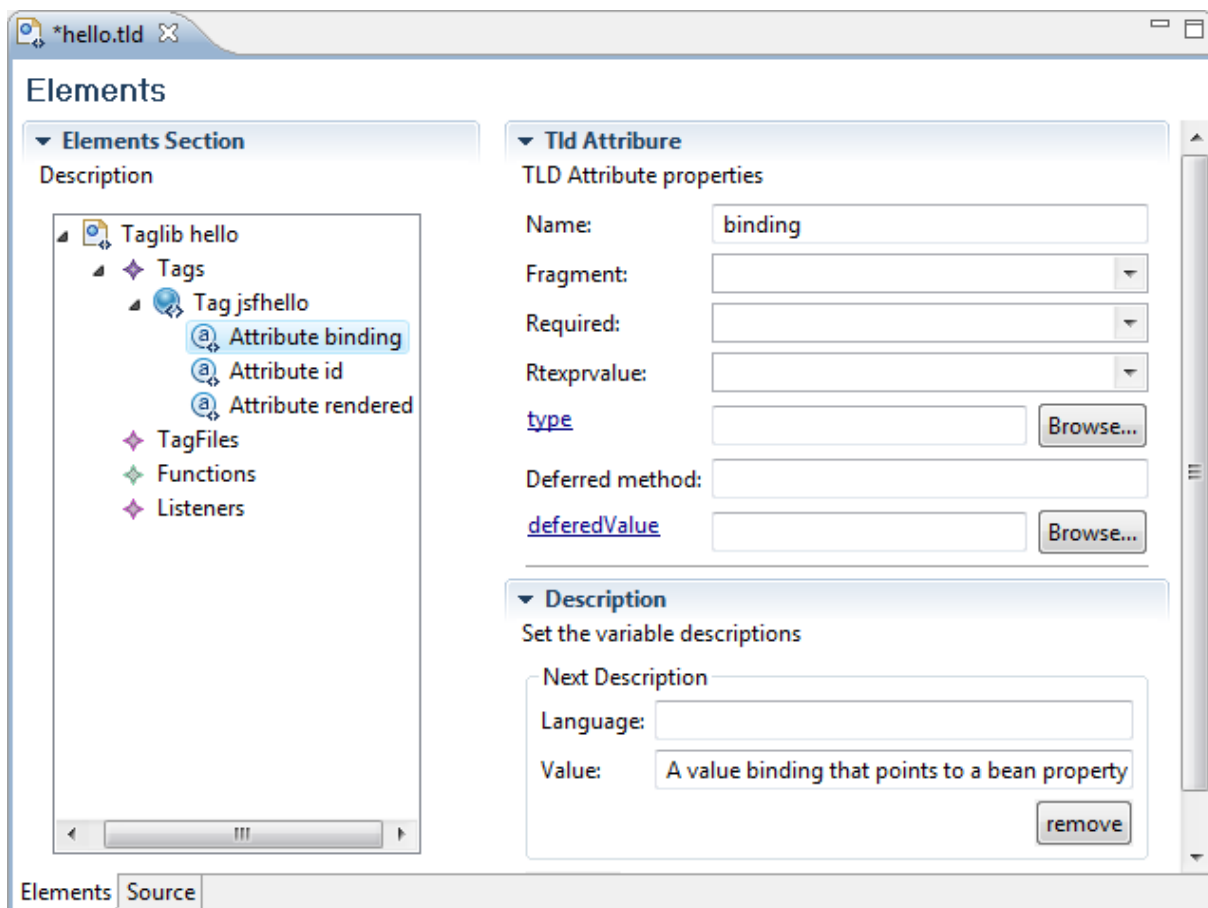 *hello.tld
Elements
Elements Section
Description
Taglib hello
Tags
Tag jsfhello
Attribute binding
Attribute id
Attribute rendered
TagFiles
Functions
Listeners
Tld Attribure
TLD Attribute properties
Name: binding
Fragment:
Required:
Rtexprvalue:
type Browse...
Deferred method:
deferedValue Browse...
Description
Set the variable descriptions
Next Description
Language:
Value: A value binding that points to a bean property
remove
Elements Source